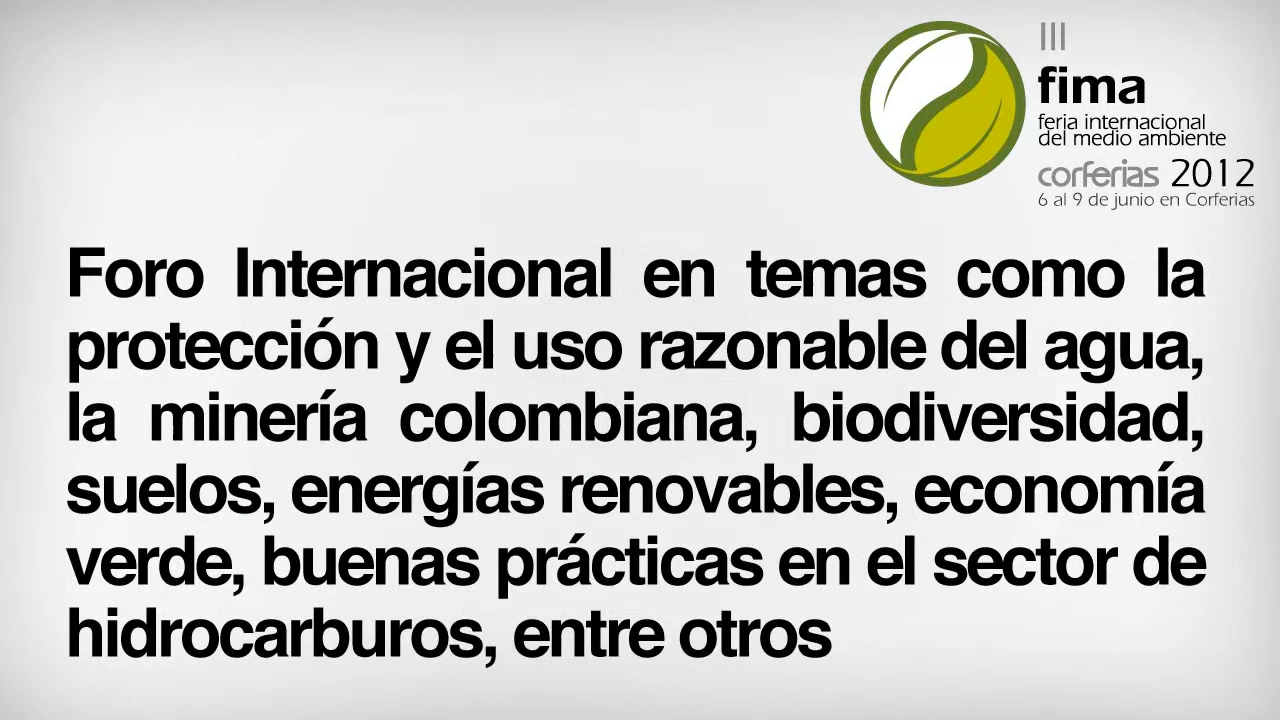 III
fima
feria internacional
del medio ambiente
corferias 2012
6 al 9 de junio en Corferias
Foro Internacional en temas como la
protección y el uso razonable del agua,
la minería colombiana, biodiversidad,
suelos, energías renovables, economía
verde, buenas prácticas en el sector de
hidrocarburos, entre otros